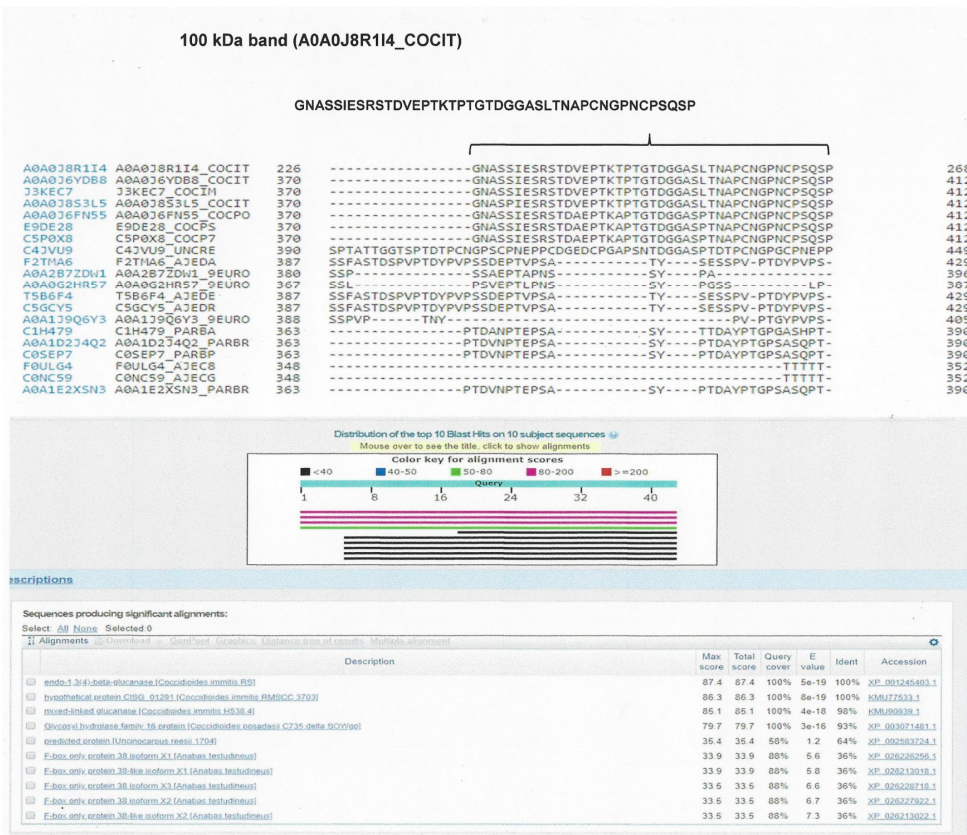 100 kDa band (A0A0J8R1I4_COCIT)
GNASSIESRSTDVEPTKTPTGTDGGASLTNAPCNGPNCPSQSP
A0A0J8R1I4 A0A0J8R1I4_COCIT 226 -----------------GNASSIESRSTDVEPTKTPTGTDGGASLTNAPCNGPNCPSQSP 268
A0A0J6YDB8 A0A0J6YDB8_COCIT 370 -----------------GNASSIESRSTDVEPTKTPTGTDGGASLTNAPCNGPNCPSQSP 412
J3KEC7 J3KEC7_COCIM 370 -----------------GNASSIESRSTDVEPTKTPTGTDGGASLTNAPCNGPNCPSQSP 412
A0A0J8S3L5 A0A0J8S3L5_COCIT 370 -----------------GNASPIESRSTDVEPTKTPTGTDGGASLTNAPCNGPNCPSQSP 412
A0A0J6FN55 A0A0J6FN55_COCPO 370 -----------------GNASSIESRSTDAEPTKAPTGTDGGASPTNAPCNGPNCPSQSP 412
E9DE28 E9DE28_COCPS 370 -----------------GNASSIESRSTDAEPTKAPTGTDGGASPTNAPCNGPNCPSQSP 412
C5P0X8 C5P0X8_COCP7 370 -----------------GNASSIESRSTDAEPTKAPTGTDGGASPTNAPCNGPNCPSQSP 412
C4JVU9 C4JVU9_UNCRE 390 SPTATTGGTSPTDTPCNGPSCPNEPPCDGEDCPGAPSNTDGGASPTDTPCNGPGCPNEPP 449
F2TMA6 F2TMA6_AJEDA 387 SSFASTDSPVPTDYPVPSSDEPTVPSA----------TY----SESSPV-PTDYPVPS- 429
A0A2B7ZDW1 A0A2B7ZDW1_9EURO 380 SSP---------------SSAEPTAPNS---------SY----PA-------------- 396
A0A0G2HR57 A0A0G2HR57_9EURO 367 SSL---------------PSVEPTLPNS---------SY----PGSS---------LP- 387
T5B6F4 T5B6F4_AJEDE 387 SSFASTDSPVPTDYPVPSSDEPTVPSA----------TY----SESSPV-PTDYPVPS- 429
C5GCY5 C5GCY5_AJEDR 387 SSFASTDSPVPTDYPVPSSDEPTVPSA----------TY----SESSPV-PTDYPVPS- 429
A0A1J9Q6Y3 A0A1J9Q6Y3_9EURO 388 SSPVP------TNY-----------------------------PV-PTGYPVPS- 405
C1H479 C1H479_PARBA 363 ----------------PTDANPTEPSA----------SY----TTDAYPTGPGASHPT- 390
A0A1D2J4Q2 A0A1D2J4Q2_PARBR 363 ----------------PTDVNPTEPSA----------SY----PTDAYPTGPSASQPT- 390
C0SEP7 C0SEP7_PARBP 363 ----------------PTDVNPTEPSA----------SY----PTDAYPTGPSASQPT- 390
F0ULG4 F0ULG4_AJEC8 348 ------------------------------------------------------TTTTT- 352
C0NC59 C0NC59_AJECG 348 ------------------------------------------------------TTTTT- 352
A0A1E2XSN3 A0A1E2XSN3_PARBR 363 ----------------PTDVNPTEPSA----------SY----PTDAYPTGPSASQPT- 390
Distribution of the top 10 Blast Hits on 10 subject sequences
Mouse over to see the title, click to show alignments
Color key for alignment scores
<40 40-50 50-80 80-200 >=200
Query
1 8 16 24 32 40
escriptions
Sequences producing significant alignments:
Select: All None Selected:0
Alignments Download GenPept Graphics Distance tree of results Multiple alignment
Description Max score Total score Query cover E value Ident Accession
endo-1,3(4)-beta-glucanase [Coccidioides immitis RS] 87.4 87.4 100% 5e-19 100% XP_001245403.1
hypothetical protein CISG_01291 [Coccidioides immitis RMSCC 3703] 86.3 86.3 100% 8e-19 100% KMU77533.1
mixed-linked glucanase [Coccidioides immitis H538.4] 85.1 85.1 100% 4e-18 98% KMU90939.1
Glycosyl hydrolase family 16 protein [Coccidioides posadasii C735 delta SOWgp] 79.7 79.7 100% 3e-16 93% XP_003071481.1
predicted protein [Uncinocarpus reesii 1704] 35.4 35.4 58% 1.2 64% XP_002583724.1
F-box only protein 38 isoform X1 [Anabas testudineus] 33.9 33.9 88% 5.6 36% XP_026226256.1
F-box only protein 38-like isoform X1 [Anabas testudineus] 33.9 33.9 88% 5.8 36% XP_026213018.1
F-box only protein 38 isoform X3 [Anabas testudineus] 33.5 33.5 88% 6.6 36% XP_026228718.1
F-box only protein 38 isoform X2 [Anabas testudineus] 33.5 33.5 88% 6.7 36% XP_026227922.1
F-box only protein 38-like isoform X2 [Anabas testudineus] 33.5 33.5 88% 7.3 36% XP_026213022.1